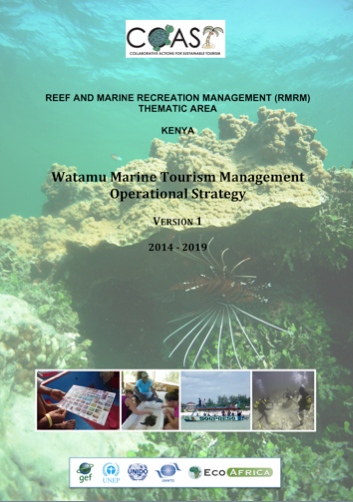 COAST
COLLABORATIVE ACTIONS FOR SUSTAINABLE TOURISM
REEF AND MARINE RECREATION MANAGEMENT (RMRM)
THEMATIC AREA
KENYA
Watamu Marine Tourism Management
Operational Strategy
VERSION 1
2014 - 2019
gef
UNEP
UNIDO
UNWTO
ECOAFRICA